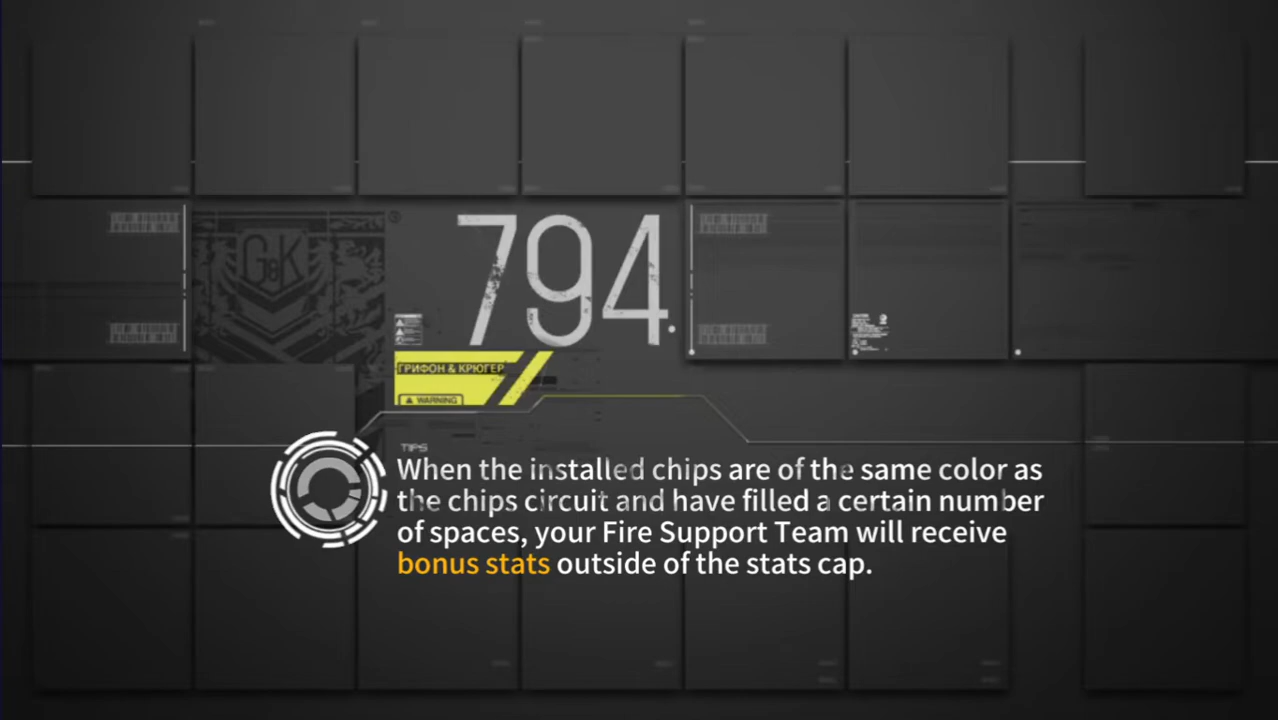 G&K
794.
ГРИФОН & КРЮГЕР
WARNING
TIPS
When the installed chips are of the same color as
the chips circuit and have filled a certain number
of spaces, your Fire Support Team will receive
bonus stats outside of the stats cap.